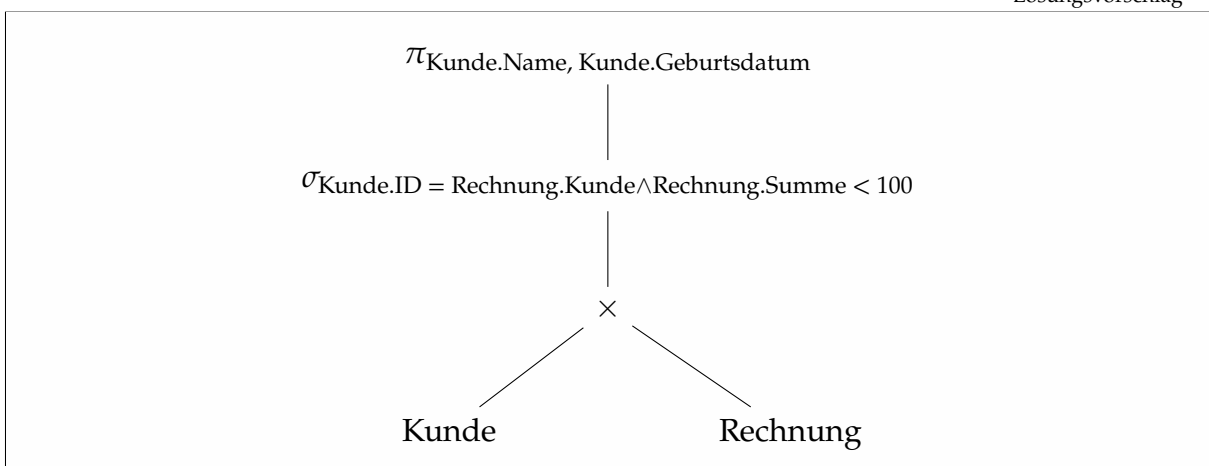 Lösungsvorschlag
πKunde.Name, Kunde.Geburtsdatum
σKunde.ID = Rechnung.Kunde∧Rechnung.Summe < 100
×
Kunde Rechnung